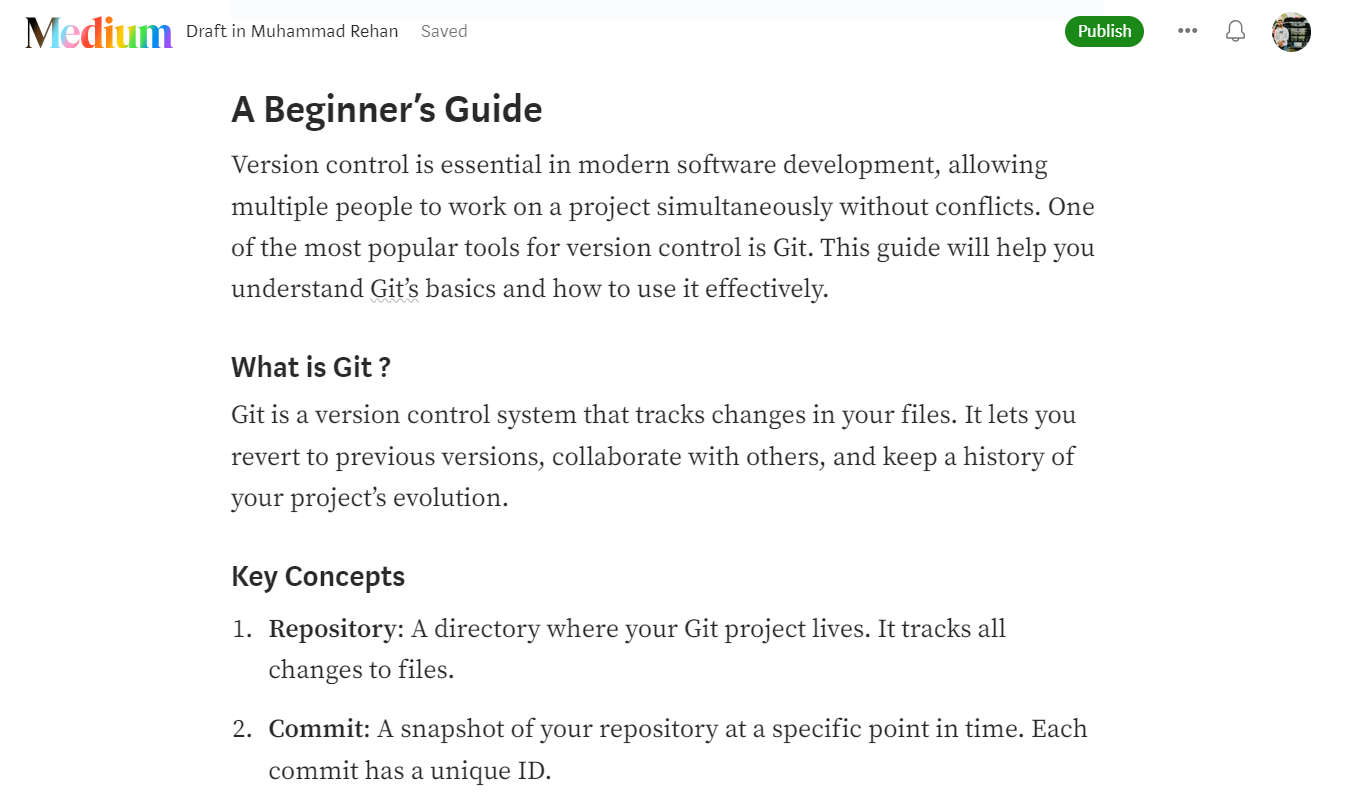 Medium Draft in Muhammad Rehan Saved Publish
A Beginner’s Guide
Version control is essential in modern software development, allowing
multiple people to work on a project simultaneously without conflicts. One
of the most popular tools for version control is Git. This guide will help you
understand Git’s basics and how to use it effectively.
What is Git ?
Git is a version control system that tracks changes in your files. It lets you
revert to previous versions, collaborate with others, and keep a history of
your project’s evolution.
Key Concepts
1. Repository: A directory where your Git project lives. It tracks all
changes to files.
2. Commit: A snapshot of your repository at a specific point in time. Each
commit has a unique ID.